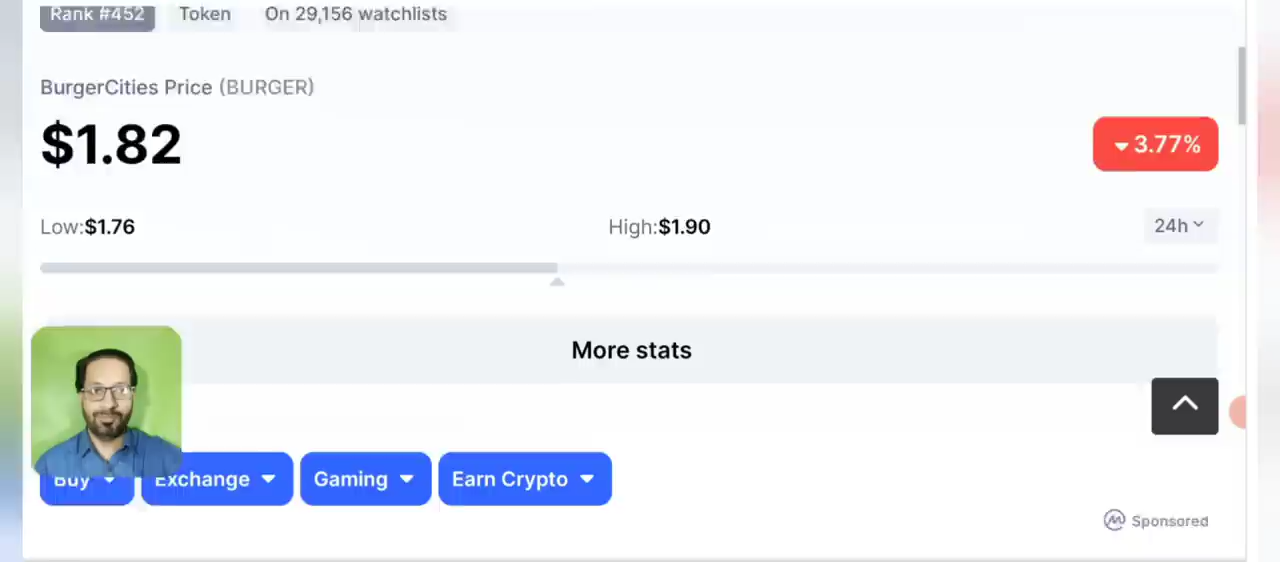 Rank #452 Token On 29,156 watchlists
BurgerCities Price (BURGER)
$1.82 3.77%
Low:$1.76 High:$1.90 24h
More stats
Buy Exchange Gaming Earn Crypto
Sponsored